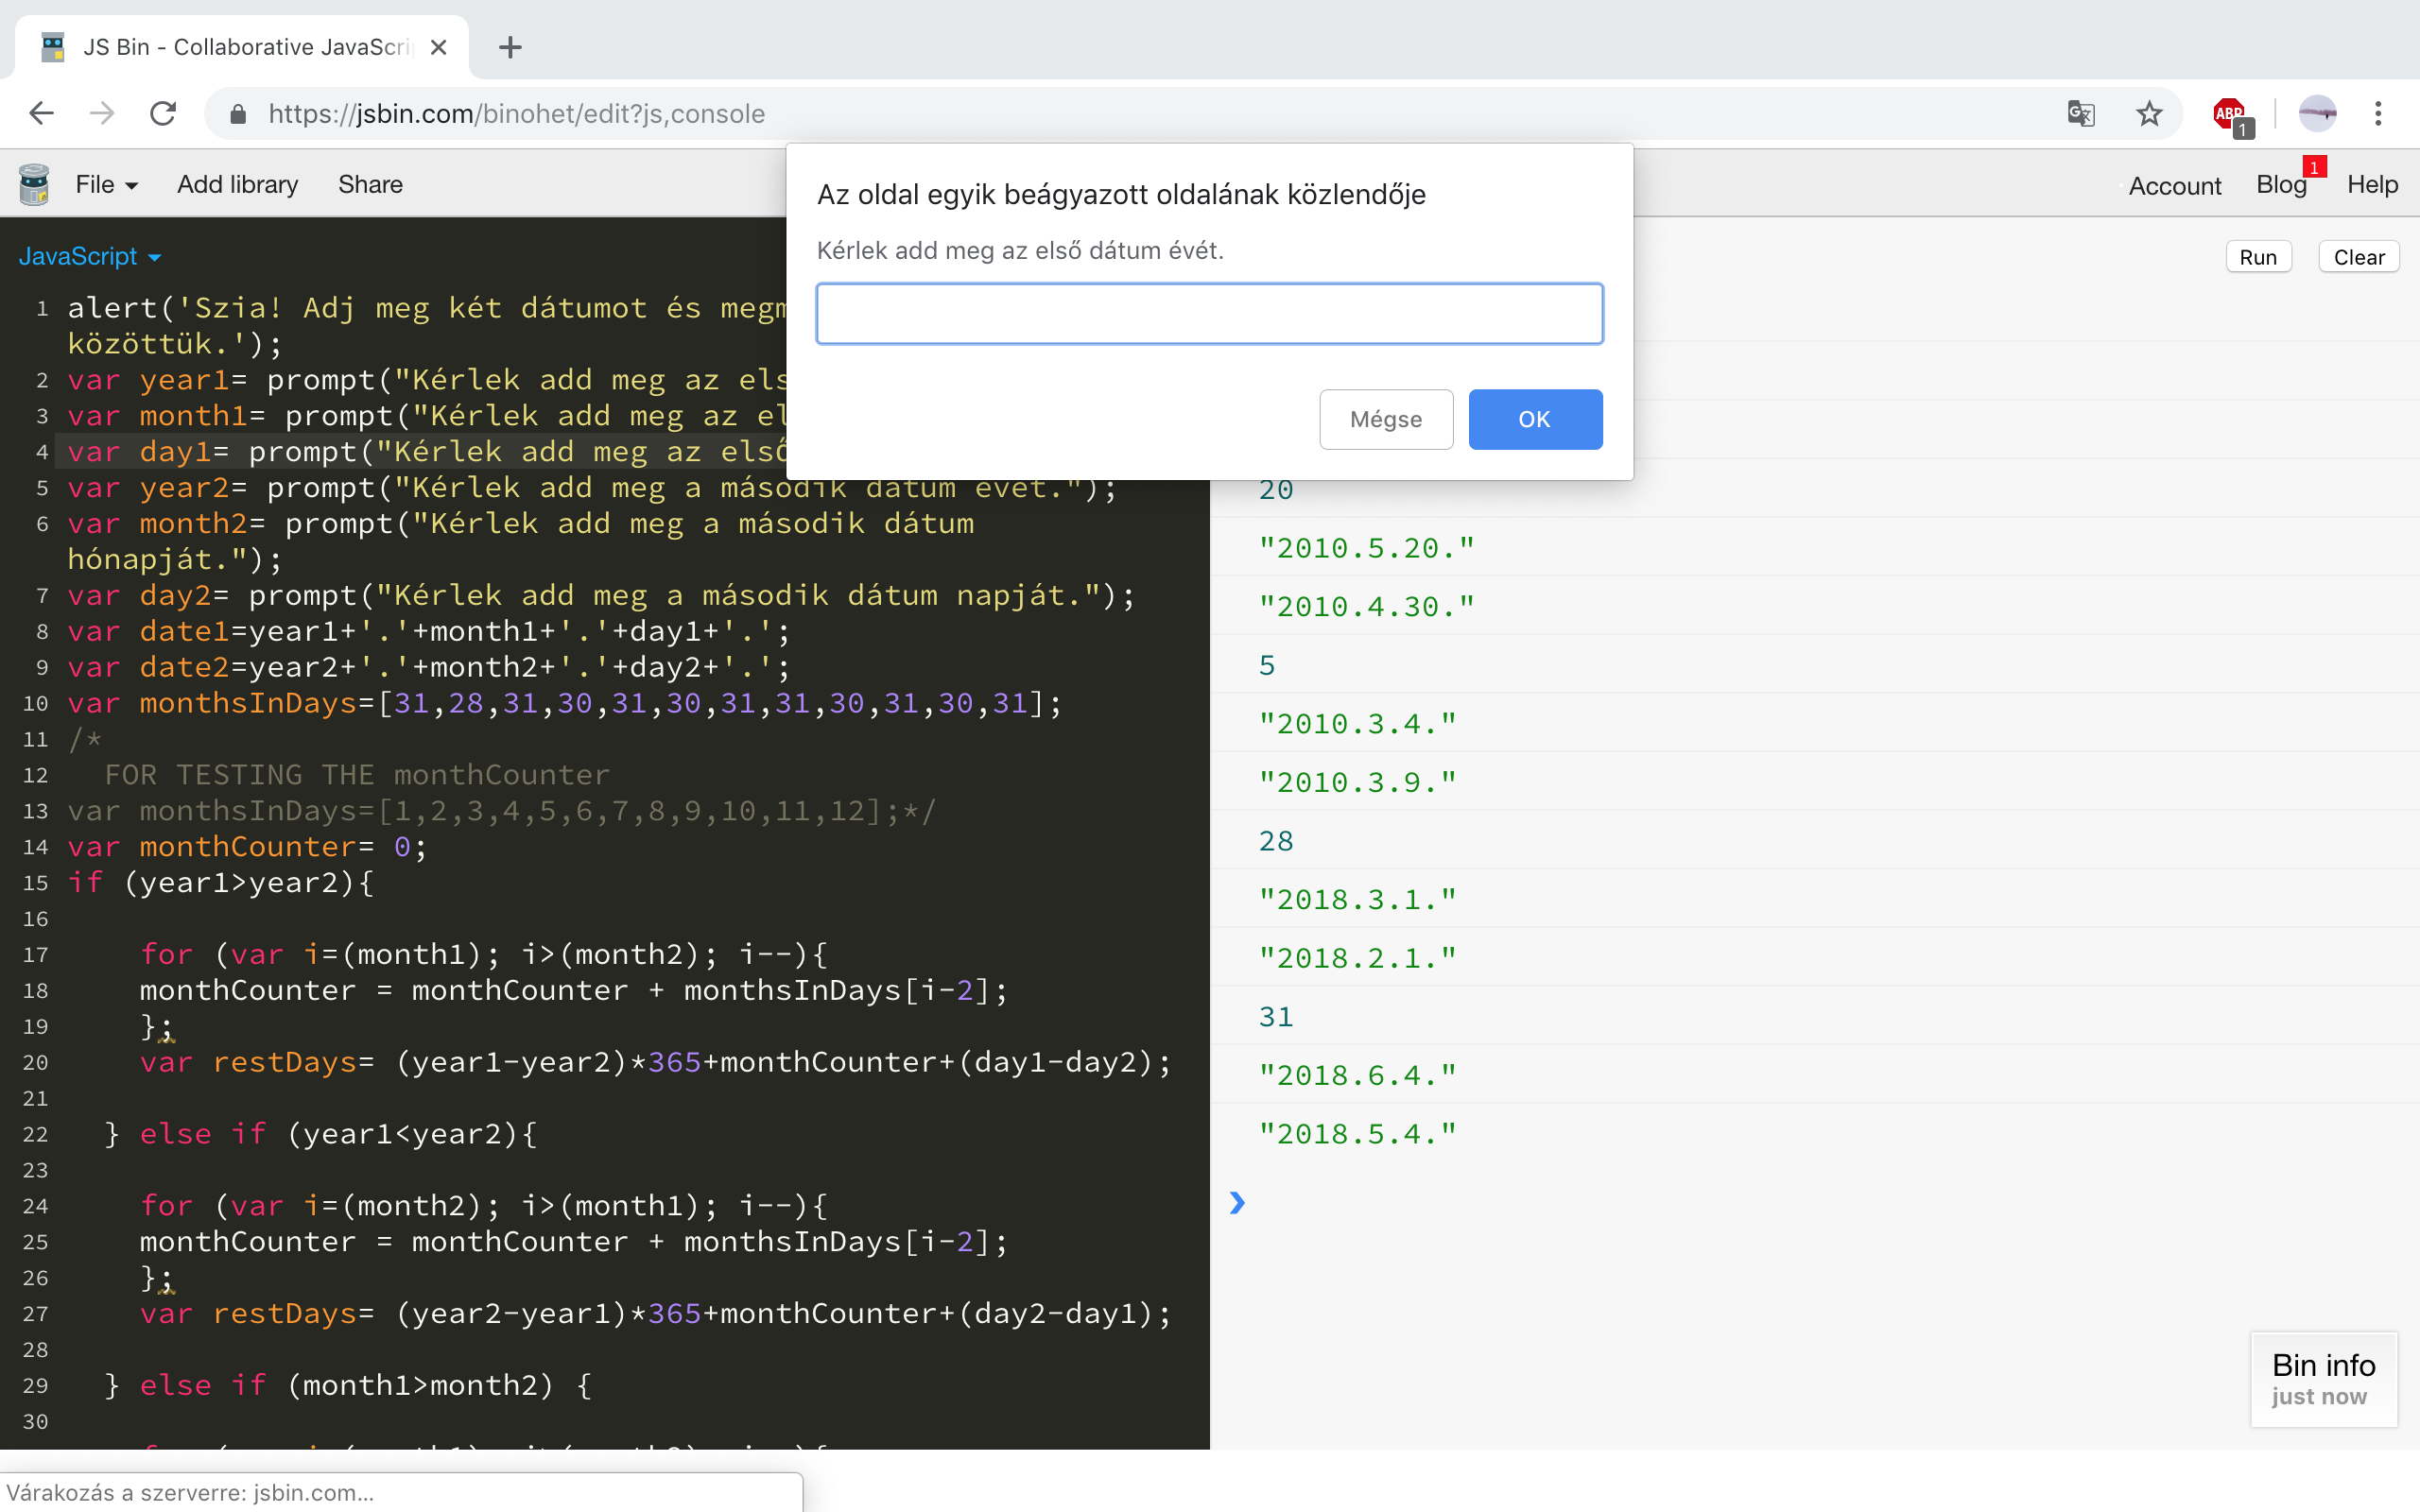 JS Bin - Collaborative JavaScri
https://jsbin.com/binohet/edit?js,console
ABP
1
File
Add library
Share
Account
Blog
1
Help
Az oldal egyik beágyazott oldalának közlendője
Kérlek add meg az első dátum évét.
Mégse
OK
JavaScript
Run
Clear
1 alert('Szia! Adj meg két dátumot és megm
közöttük.');
2 var year1= prompt("Kérlek add meg az els
3 var month1= prompt("Kérlek add meg az el
4 var day1= prompt("Kérlek add meg az első
5 var year2= prompt("Kérlek add meg a második dátum évét.");
6 var month2= prompt("Kérlek add meg a második dátum
hónapját.");
7 var day2= prompt("Kérlek add meg a második dátum napját.");
8 var date1=year1+'.'+month1+'.'+day1+'.';
9 var date2=year2+'.'+month2+'.'+day2+'.';
10 var monthsInDays=[31,28,31,30,31,30,31,31,30,31,30,31];
11 /*
12 FOR TESTING THE monthCounter
13 var monthsInDays=[1,2,3,4,5,6,7,8,9,10,11,12];*/
14 var monthCounter= 0;
15 if (year1>year2){
16
17 for (var i=(month1); i>(month2); i--){
18 monthCounter = monthCounter + monthsInDays[i-2];
19 };
20 var restDays= (year1-year2)*365+monthCounter+(day1-day2);
21
22 } else if (year1<year2){
23
24 for (var i=(month2); i>(month1); i--){
25 monthCounter = monthCounter + monthsInDays[i-2];
26 };
27 var restDays= (year2-year1)*365+monthCounter+(day2-day1);
28
29 } else if (month1>month2) {
30
20
"2010.5.20."
"2010.4.30."
5
"2010.3.4."
"2010.3.9."
28
"2018.3.1."
"2018.2.1."
31
"2018.6.4."
"2018.5.4."
Bin info
just now
Várakozás a szerverre: jsbin.com...